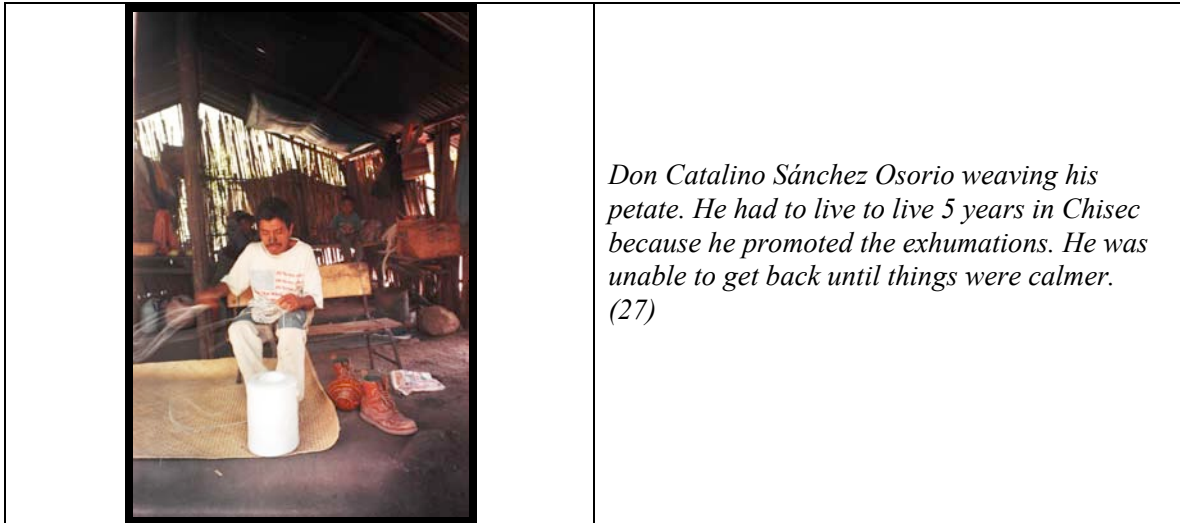 Don Catalino Sánchez Osorio weaving his
petate. He had to live to live 5 years in Chisec
because he promoted the exhumations. He was
unable to get back until things were calmer.
(27)